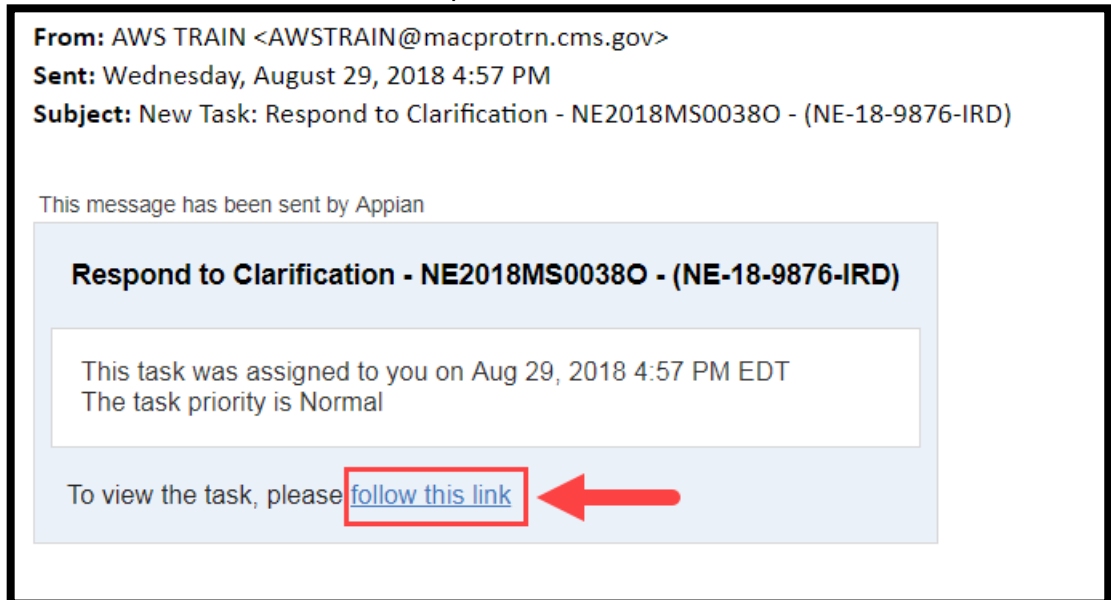 From: AWS TRAIN <AWSTRAIN@macprotrn.cms.gov>
Sent: Wednesday, August 29, 2018 4:57 PM
Subject: New Task: Respond to Clarification - NE2018MS0038O - (NE-18-9876-IRD)
This message has been sent by Appian
Respond to Clarification - NE2018MS0038O - (NE-18-9876-IRD)
This task was assigned to you on Aug 29, 2018 4:57 PM EDT
The task priority is Normal
To view the task, please follow this link